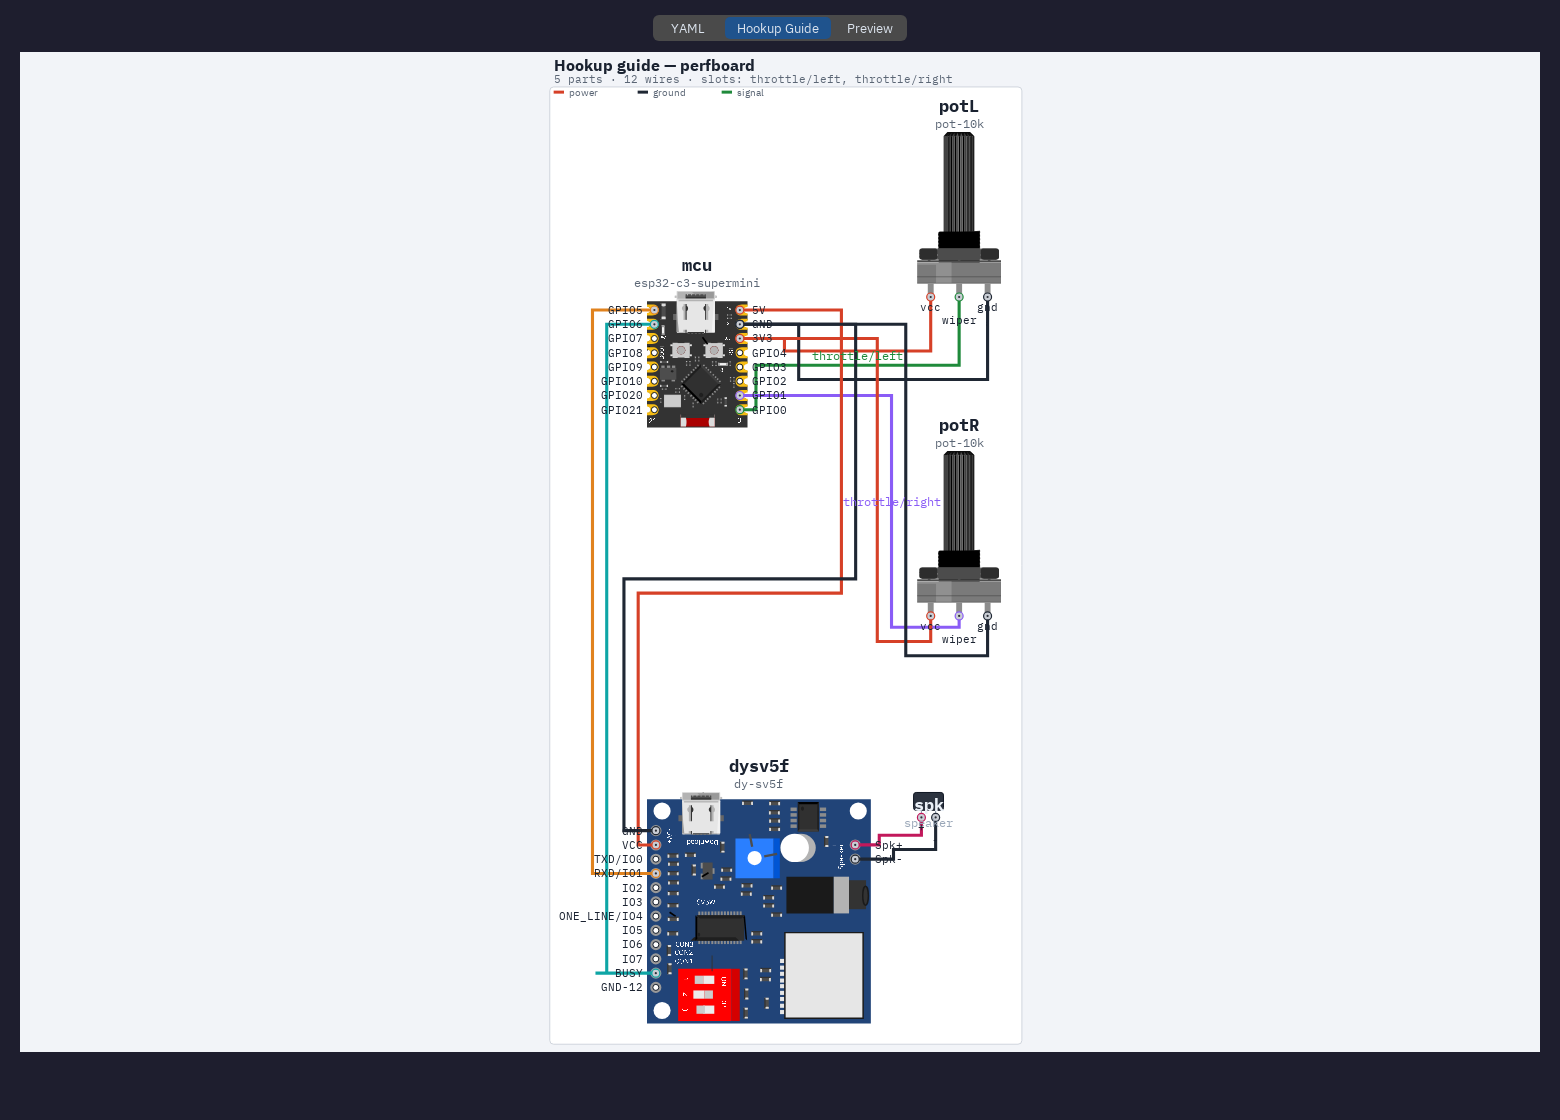 YAML
Hookup Guide
Preview
Hookup guide — perfboard
5 parts · 12 wires · slots: throttle/left, throttle/right
power
ground
signal
potL
pot-10k
vcc
wiper
gnd
mcu
esp32-c3-supermini
GPIO5
GPIO6
GPIO7
GPIO8
GPIO9
GPIO10
GPIO20
GPIO21
5V
GND
3V3
GPIO4
GPIO3
GPIO2
GPIO1
GPIO0
throttle/left
potR
pot-10k
throttle/right
vcc
wiper
gnd
dysv5f
dy-sv5f
GND
VCC
TXD/IO0
RXD/IO1
IO2
IO3
ONE_LINE/IO4
IO5
IO6
IO7
BUSY
GND-12
Spk+
Spk-
spk
speaker
CON3
CON2
CON1